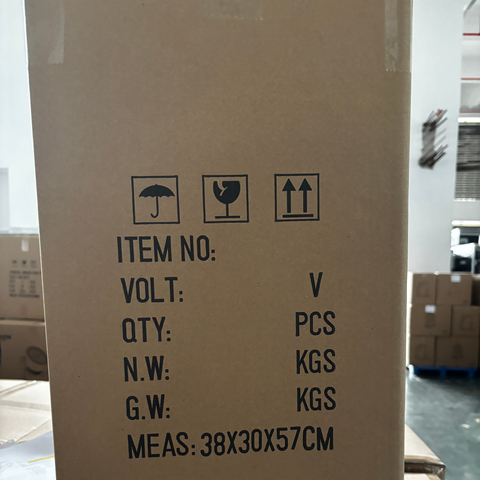 ITEM NO:
VOLT: V
QTY: PCS
N.W: KGS
G.W: KGS
MEAS: 38X30X57CM